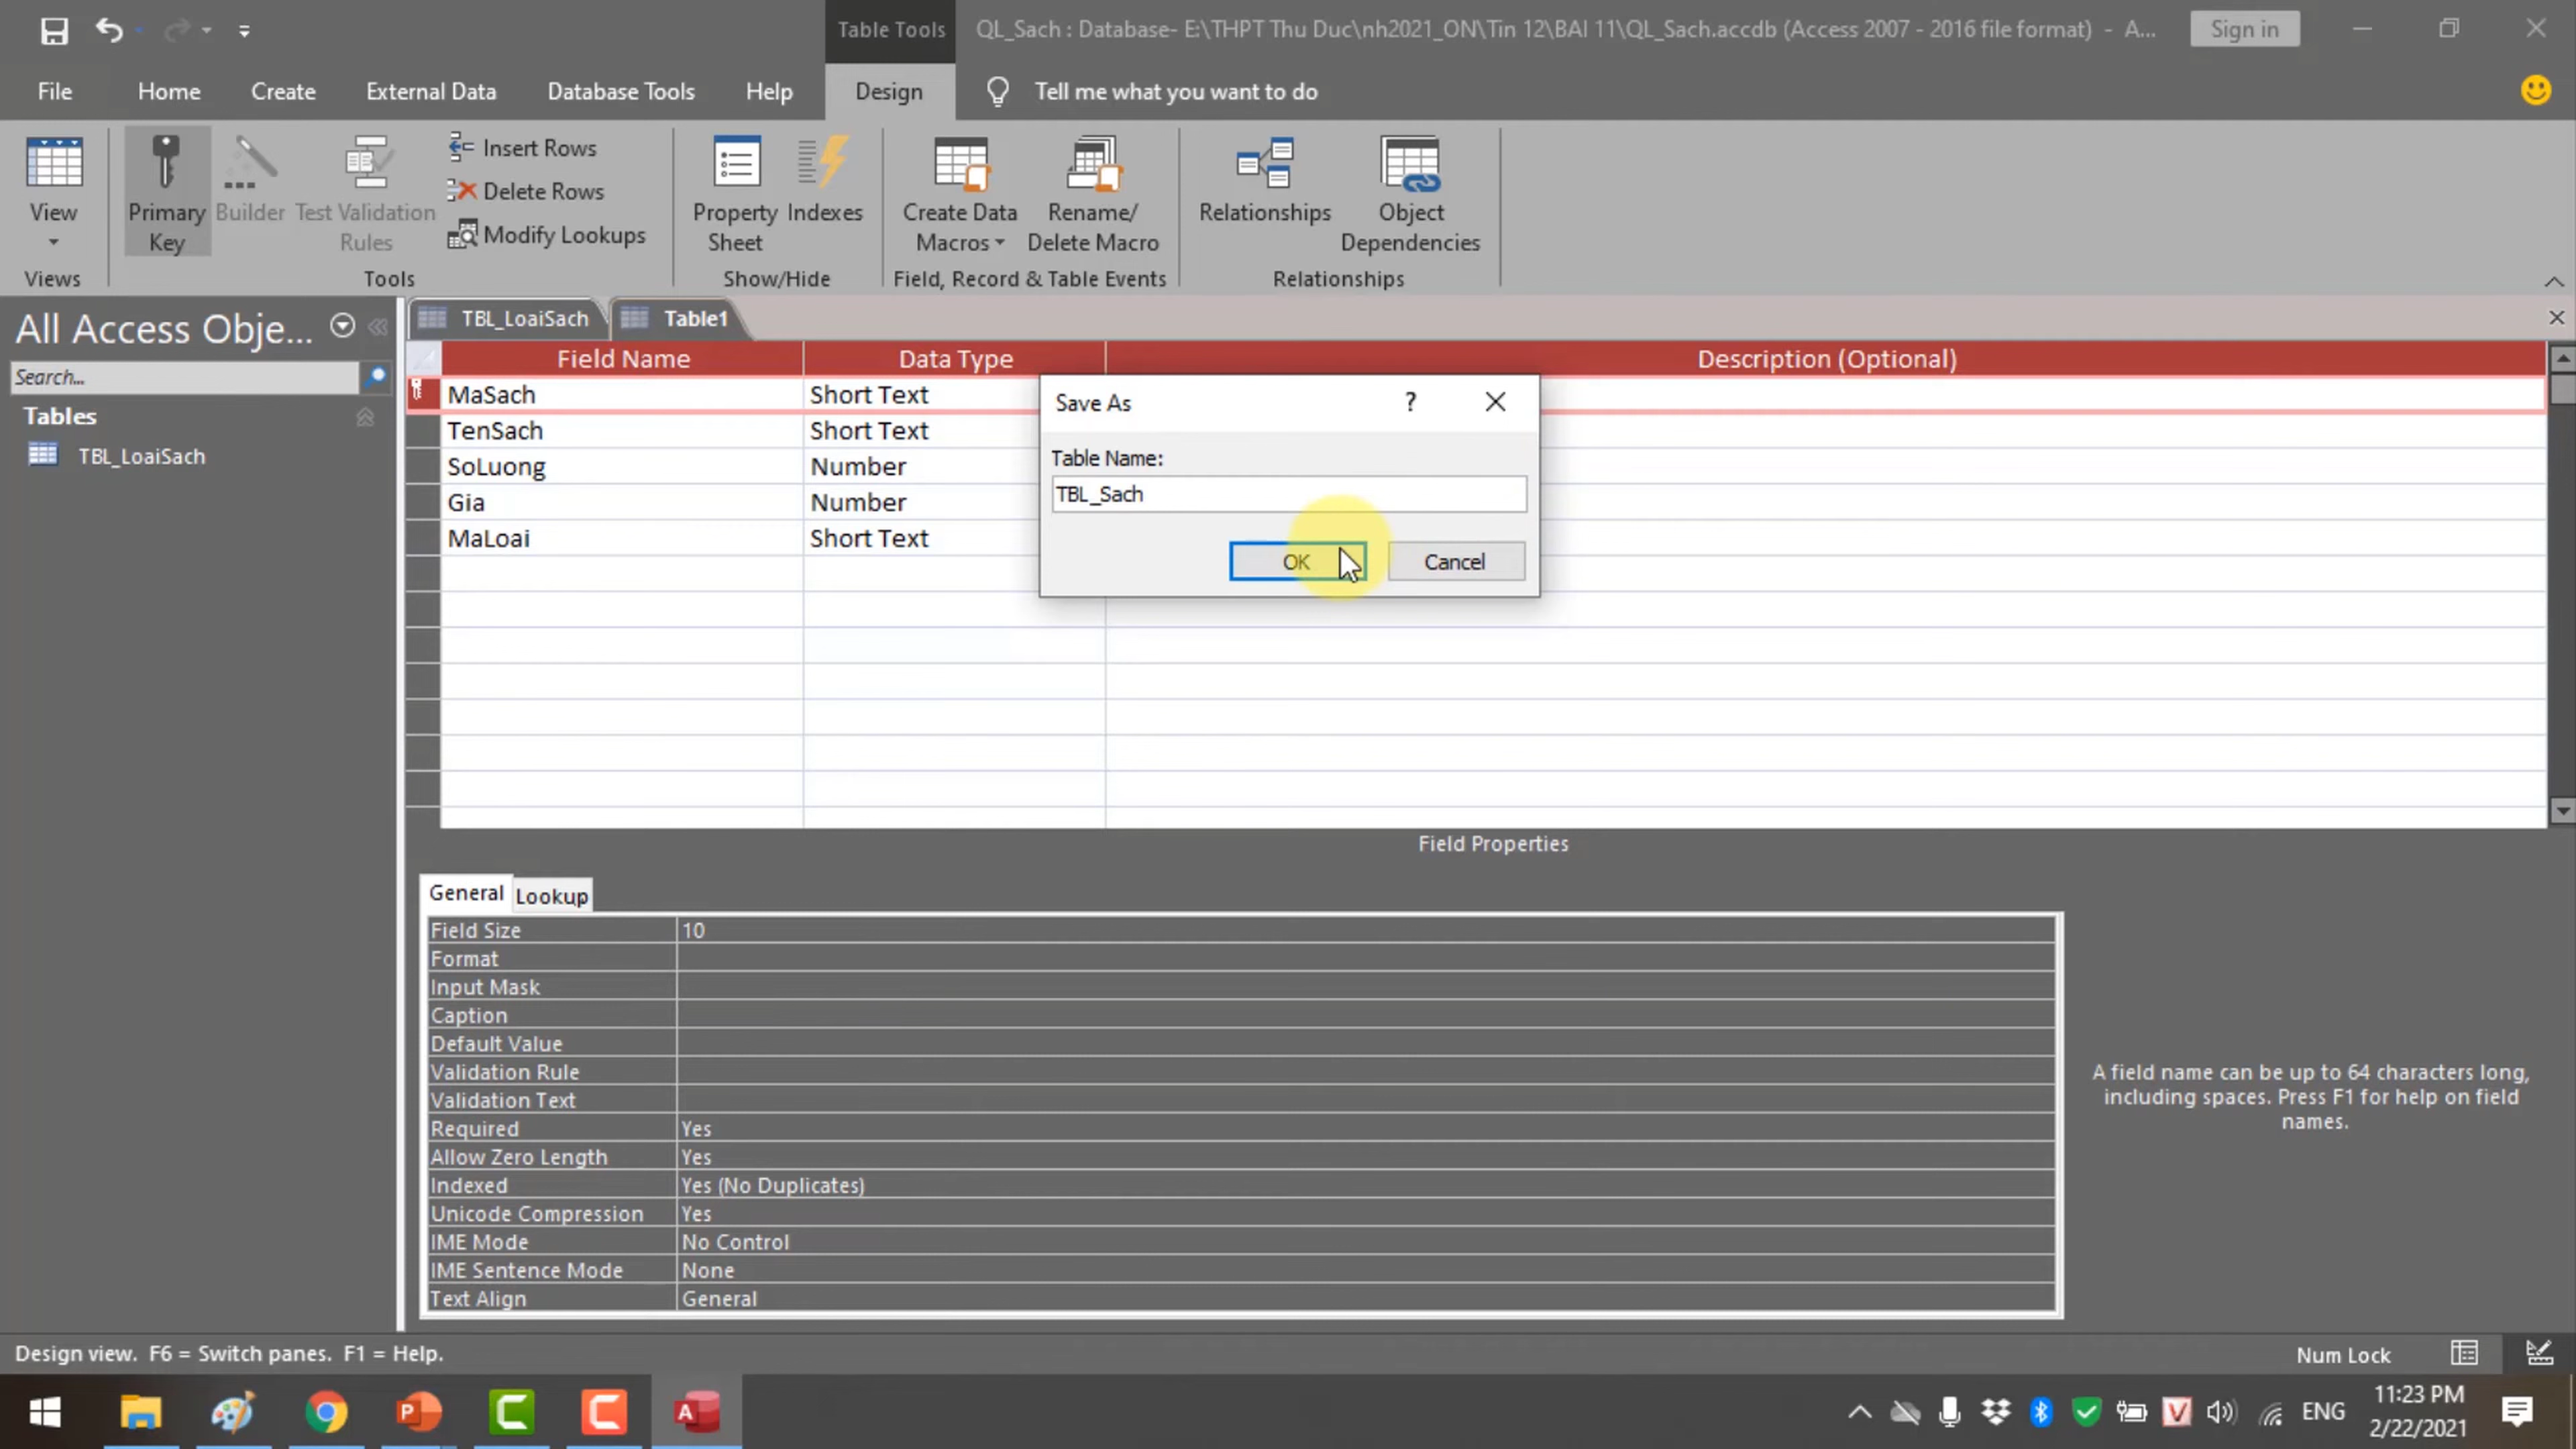 Table Tools
QL_Sach : Database- E:\THPT Thu Duc\nh2021_ON\Tin 12\BAI 11\QL_Sach.accdb (Access 2007 - 2016 file format) - A...
Sign in
File Home Create External Data Database Tools Help Design Tell me what you want to do
View
Primary Key
Builder
Test Validation Rules
Insert Rows
Delete Rows
Modify Lookups
Property Sheet
Indexes
Create Data Macros
Rename/ Delete Macro
Relationships
Object Dependencies
Views Tools Show/Hide Field, Record & Table Events Relationships
All Access Obje...
Search...
Tables
TBL_LoaiSach
TBL_LoaiSach Table1
Field Name Data Type Description (Optional)
MaSach Short Text
TenSach Short Text
SoLuong Number
Gia Number
MaLoai Short Text
Save As ?
Table Name:
TBL_Sach
OK Cancel
Field Properties
General Lookup
Field Size 10
Format
Input Mask
Caption
Default Value
Validation Rule
Validation Text
Required Yes
Allow Zero Length Yes
Indexed Yes (No Duplicates)
Unicode Compression Yes
IME Mode No Control
IME Sentence Mode None
Text Align General
A field name can be up to 64 characters long,
including spaces. Press F1 for help on field
names.
Design view. F6 = Switch panes. F1 = Help.
Num Lock
ENG
11:23 PM
2/22/2021